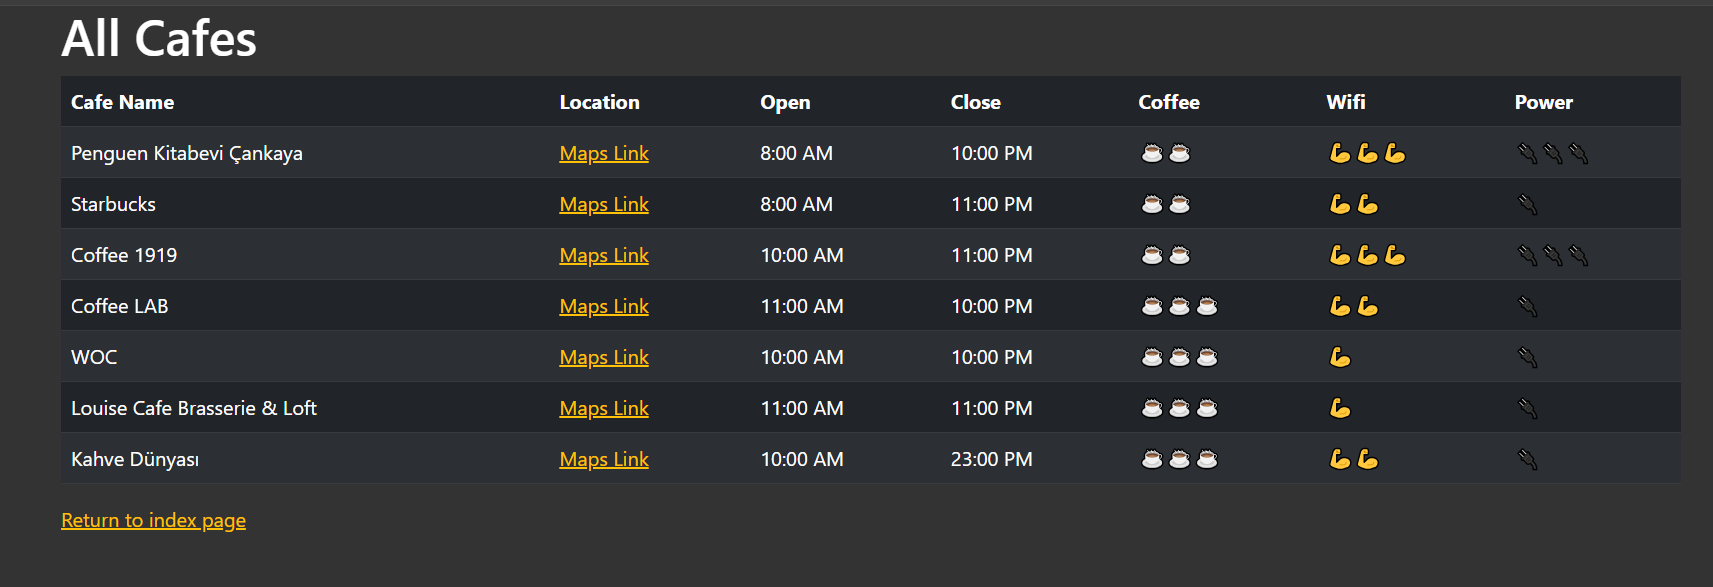 All Cafes
Cafe Name Location Open Close Coffee Wifi Power
Penguen Kitabevi Çankaya Maps Link 8:00 AM 10:00 PM ☕☕ 💪💪💪 🔌🔌🔌
Starbucks Maps Link 8:00 AM 11:00 PM ☕☕ 💪💪 🔌
Coffee 1919 Maps Link 10:00 AM 11:00 PM ☕☕ 💪💪💪 🔌🔌🔌
Coffee LAB Maps Link 11:00 AM 10:00 PM ☕☕☕ 💪💪 🔌
WOC Maps Link 10:00 AM 10:00 PM ☕☕☕ 💪 🔌
Louise Cafe Brasserie & Loft Maps Link 11:00 AM 11:00 PM ☕☕☕ 💪 🔌
Kahve Dünyası Maps Link 10:00 AM 23:00 PM ☕☕☕ 💪💪 🔌
Return to index page